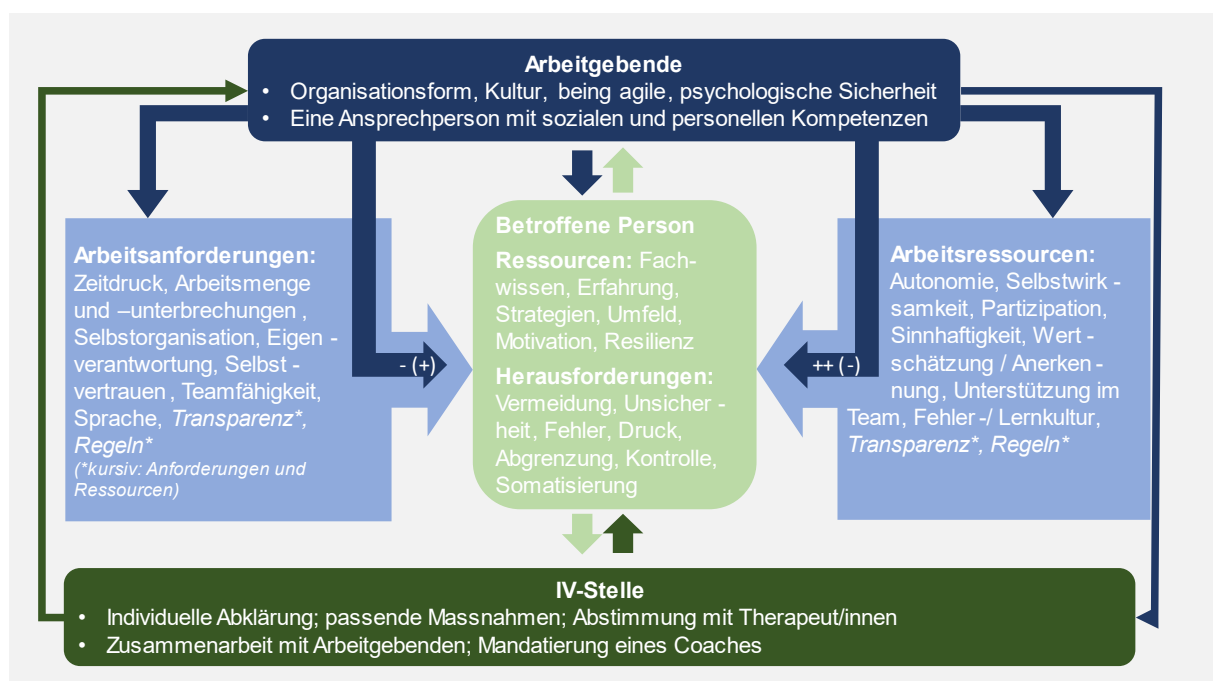 Arbeitgebende
• Organisationsform, Kultur, being agile, psychologische Sicherheit
• Eine Ansprechperson mit sozialen und personellen Kompetenzen
Arbeitsanforderungen:
Zeitdruck, Arbeitsmenge
und –unterbrechungen ,
Selbstorganisation, Eigen -
verantwortung, Selbst -
vertrauen , Teamfähigkeit,
Sprache, Transparenz*,
Regeln*
(*kursiv: Anforderungen und
Ressourcen)
- (+)
Betroffene Person
Ressourcen: Fach-
wissen, Erfahrung,
Strategien, Umfeld,
Motivation, Resilienz
Herausforderungen:
Vermeidung, Unsicher -
heit, Fehler, Druck,
Abgrenzung, Kontrolle,
Somatisierung
++ (-)
Arbeitsressourcen:
Autonomie, Selbstwirk -
samkeit, Partizipation,
Sinnhaftigkeit, Wert -
schätzung / Anerken -
nung, Unterstützung im
Team, Fehler -/ Lernkultur,
Transparenz*, Regeln*
IV-Stelle
• Individuelle Abklärung; passende Massnahmen; Abstimmung mit Therapeut/innen
• Zusammenarbeit mit Arbeitgebenden; Mandatierung eines Coaches